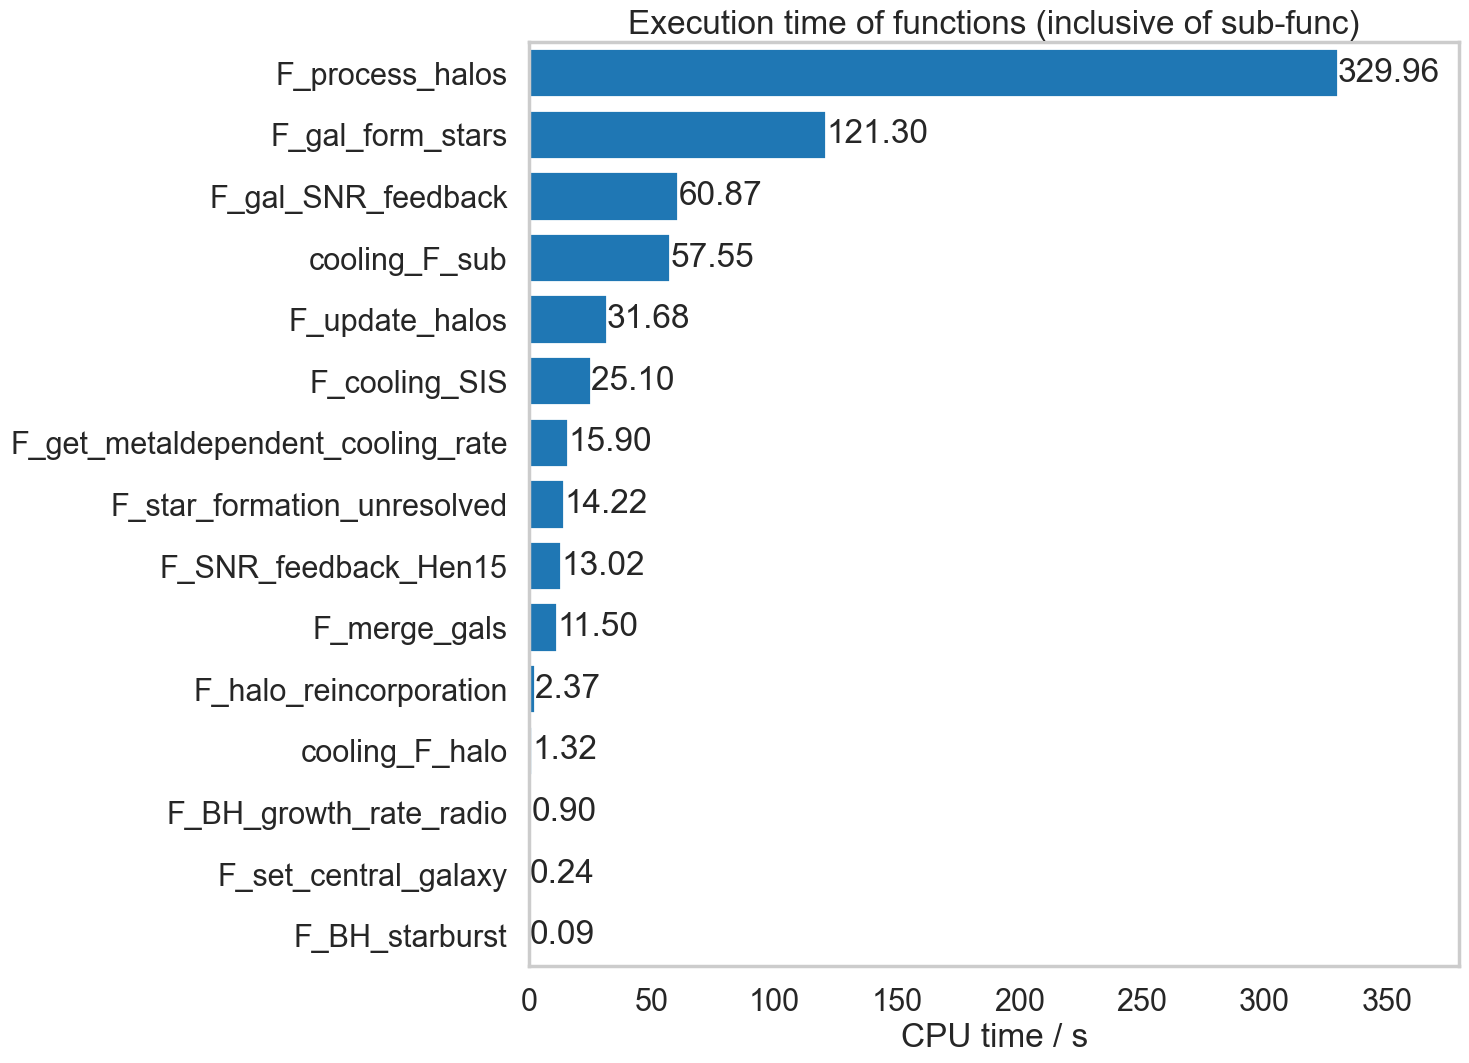 Execution time of functions (inclusive of sub-func)
F_process_halos 329.96
F_gal_form_stars 121.30
F_gal_SNR_feedback 60.87
cooling_F_sub 57.55
F_update_halos 31.68
F_cooling_SIS 25.10
F_get_metaldependent_cooling_rate 15.90
F_star_formation_unresolved 14.22
F_SNR_feedback_Hen15 13.02
F_merge_gals 11.50
F_halo_reincorporation 2.37
cooling_F_halo 1.32
F_BH_growth_rate_radio 0.90
F_set_central_galaxy 0.24
F_BH_starburst 0.09
0 50 100 150 200 250 300 350
CPU time / s